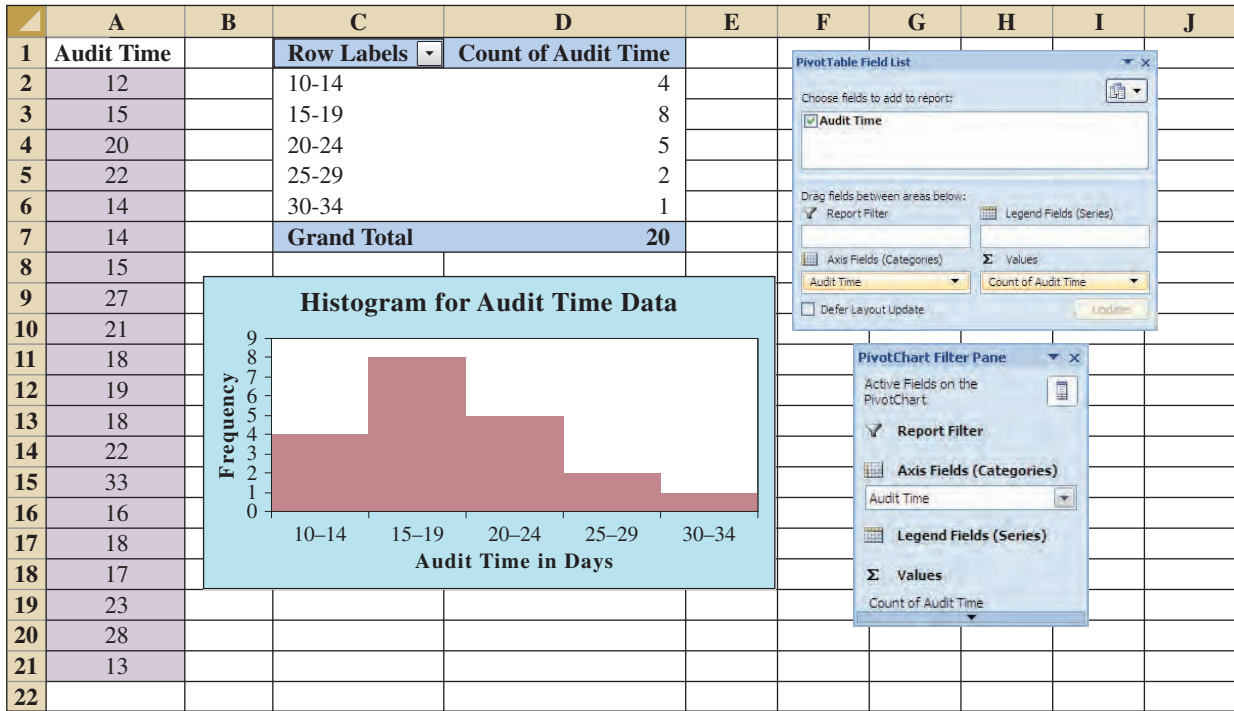 A B C D E F G H I J
1 Audit Time Row Labels Count of Audit Time
2 12 10-14 4
3 15 15-19 8
4 20 20-24 5
5 22 25-29 2
6 14 30-34 1
7 14 Grand Total 20
8 15
9 27
10 21
11 18
12 19
13 18
14 22
15 33
16 16
17 18
18 17
19 23
20 28
21 13
22
Histogram for Audit Time Data
Frequency
9
8
7
6
5
4
3
2
1
0
10–14 15–19 20–24 25–29 30–34
Audit Time in Days
PivotTable Field List
Choose fields to add to report:
Audit Time
Drag fields between areas below:
Report Filter Legend Fields (Series)
Axis Fields (Categories) Σ Values
Audit Time Count of Audit Time
Defer Layout Update Update
PivotChart Filter Pane
Active Fields on the
PivotChart
Report Filter
Axis Fields (Categories)
Audit Time
Legend Fields (Series)
Σ Values
Count of Audit Time